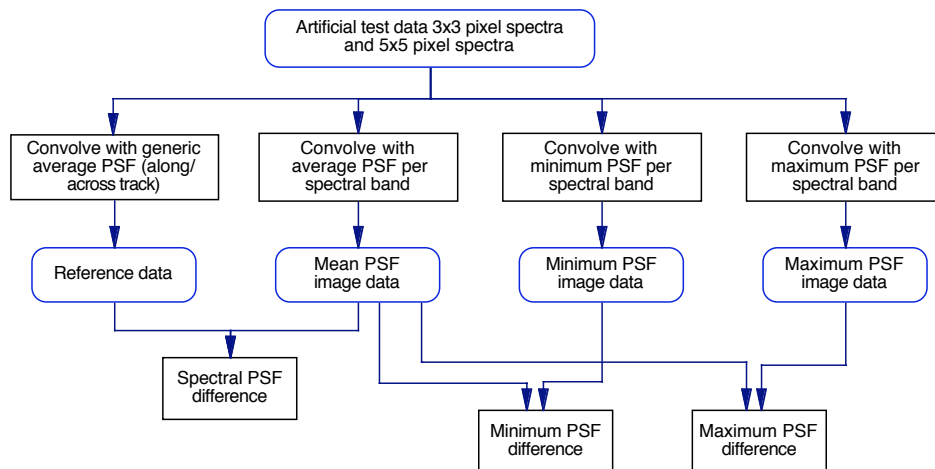 Artificial test data 3x3 pixel spectra
and 5x5 pixel spectra
Convolve with generic
average PSF (along/
across track)
Convolve with
average PSF per
spectral band
Convolve with
minimum PSF per
spectral band
Convolve with
maximum PSF per
spectral band
Reference data
Mean PSF
image data
Minimum PSF
image data
Maximum PSF
image data
Spectral PSF
difference
Minimum PSF
difference
Maximum PSF
difference